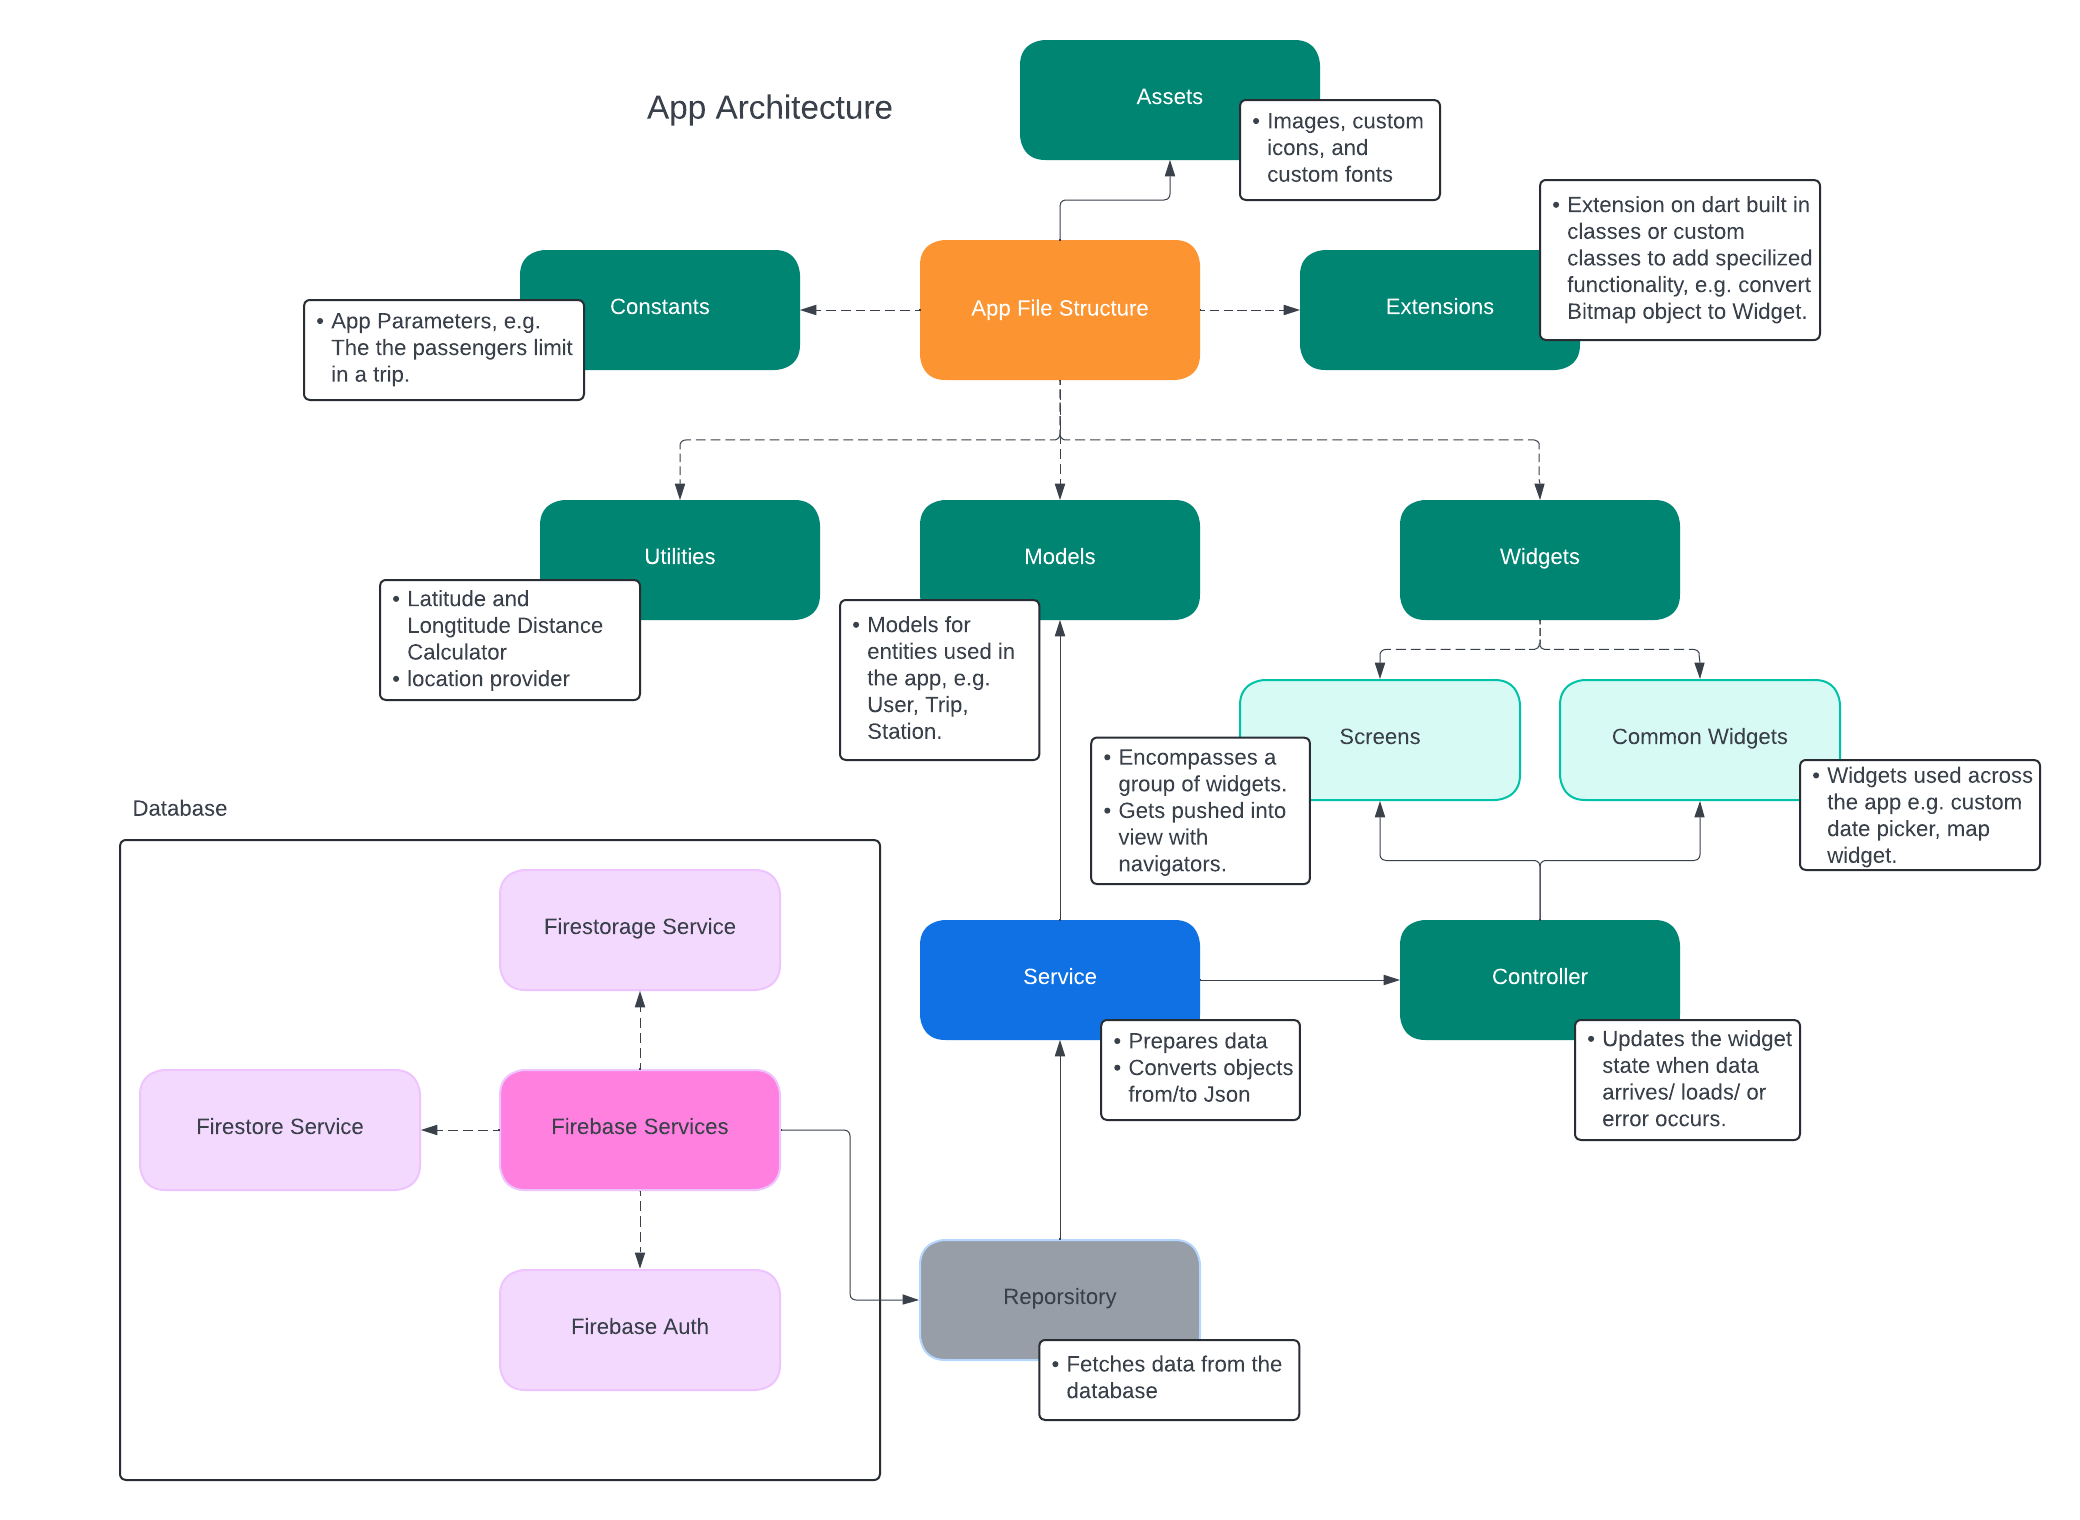 App Architecture
Assets
• Images, custom
icons, and
custom fonts
Constants
• App Parameters, e.g.
The the passengers limit
in a trip.
App File Structure
Extensions
• Extension on dart built in
classes or custom
classes to add specilized
functionality, e.g. convert
Bitmap object to Widget.
Utilities
• Latitude and
Longtitude Distance
Calculator
• location provider
Models
• Models for
entities used in
the app, e.g.
User, Trip,
Station.
Widgets
Screens
• Encompasses a
group of widgets.
• Gets pushed into
view with
navigators.
Common Widgets
• Widgets used across
the app e.g. custom
date picker, map
widget.
Database
Firestorage Service
Firestore Service
Firebase Services
Firebase Auth
Service
• Prepares data
• Converts objects
from/to Json
Controller
• Updates the widget
state when data
arrives/ loads/ or
error occurs.
Reporsitory
• Fetches data from the
database